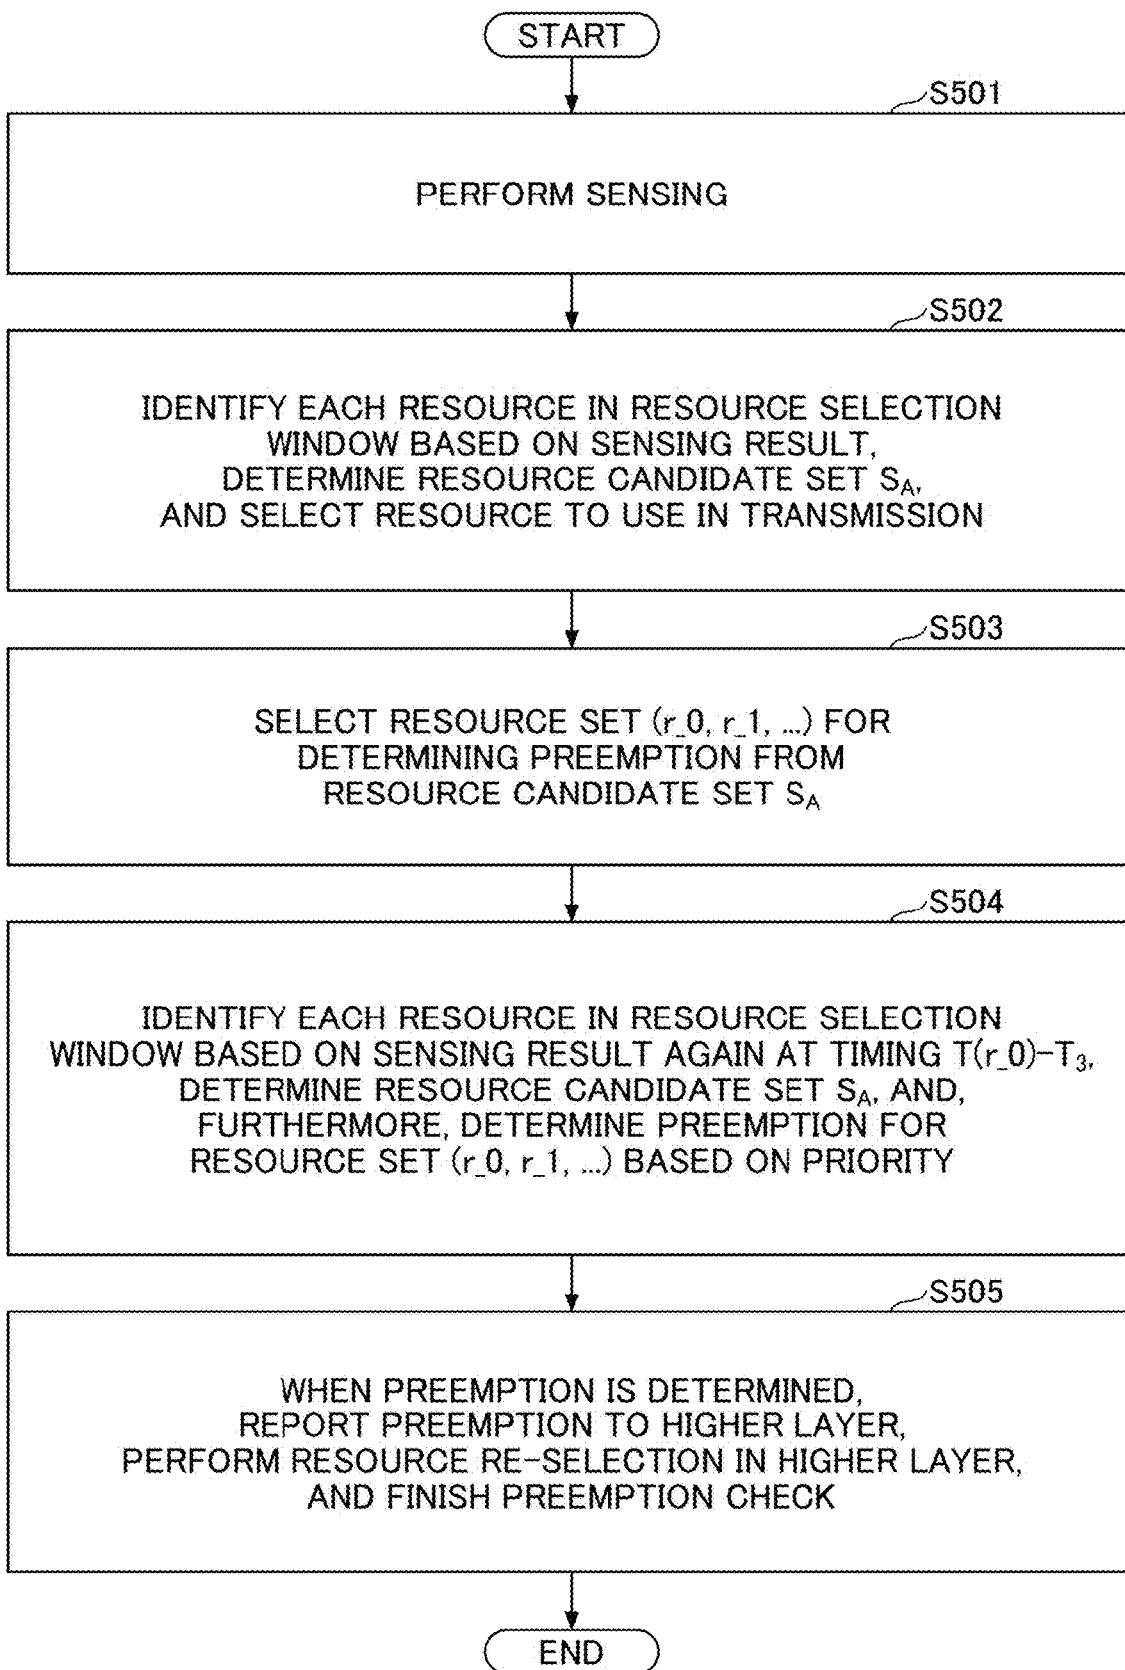 START
S501
PERFORM SENSING
S502
IDENTIFY EACH RESOURCE IN RESOURCE SELECTION
WINDOW BASED ON SENSING RESULT,
DETERMINE RESOURCE CANDIDATE SET S_A,
AND SELECT RESOURCE TO USE IN TRANSMISSION
S503
SELECT RESOURCE SET (r_0, r_1, ...) FOR
DETERMINING PREEMPTION FROM
RESOURCE CANDIDATE SET S_A
S504
IDENTIFY EACH RESOURCE IN RESOURCE SELECTION
WINDOW BASED ON SENSING RESULT AGAIN AT TIMING T(r_0)-T_3,
DETERMINE RESOURCE CANDIDATE SET S_A, AND,
FURTHERMORE, DETERMINE PREEMPTION FOR
RESOURCE SET (r_0, r_1, ...) BASED ON PRIORITY
S505
WHEN PREEMPTION IS DETERMINED,
REPORT PREEMPTION TO HIGHER LAYER,
PERFORM RESOURCE RE-SELECTION IN HIGHER LAYER,
AND FINISH PREEMPTION CHECK
END